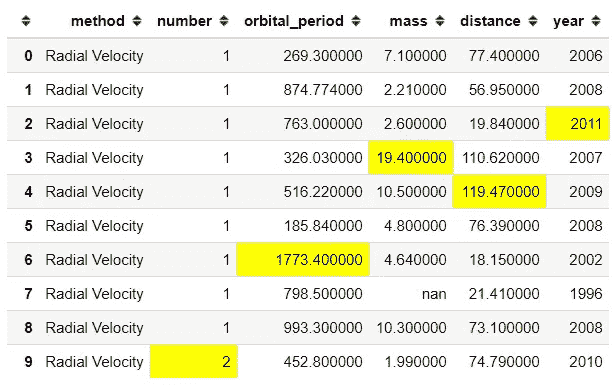 method number orbital_period mass distance year
0 Radial Velocity 1 269.300000 7.100000 77.400000 2006
1 Radial Velocity 1 874.774000 2.210000 56.950000 2008
2 Radial Velocity 1 763.000000 2.600000 19.840000 2011
3 Radial Velocity 1 326.030000 19.400000 110.620000 2007
4 Radial Velocity 1 516.220000 10.500000 119.470000 2009
5 Radial Velocity 1 185.840000 4.800000 76.390000 2008
6 Radial Velocity 1 1773.400000 4.640000 18.150000 2002
7 Radial Velocity 1 798.500000 nan 21.410000 1996
8 Radial Velocity 1 993.300000 10.300000 73.100000 2008
9 Radial Velocity 2 452.800000 1.990000 74.790000 2010